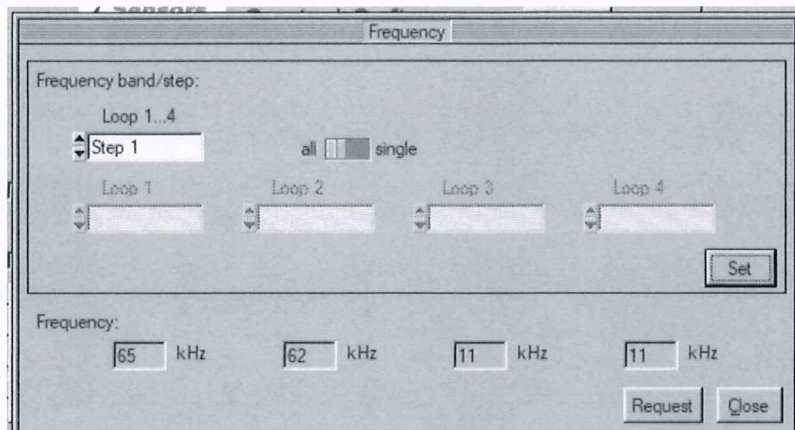 Sensors
Frequency
Frequency band/step:
Loop 1...4
Step 1
all single
Loop 1 Loop 2 Loop 3 Loop 4
Set
Frequency:
65 kHz 62 kHz 11 kHz 11 kHz
Request Close